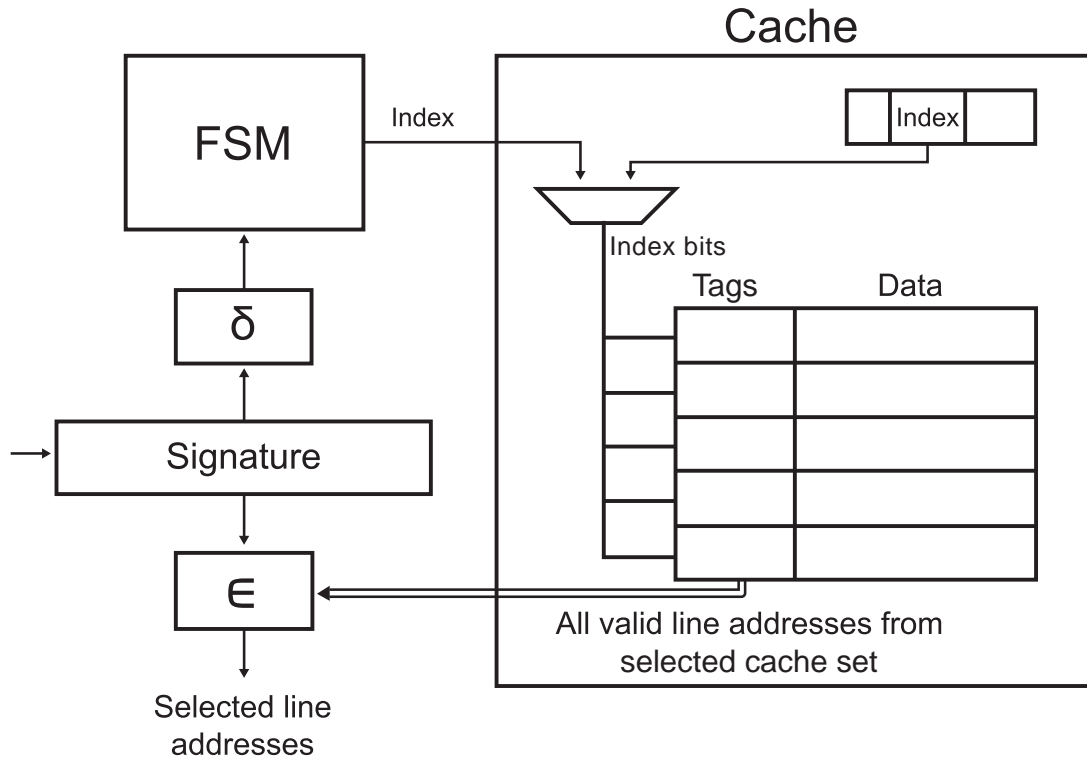 Cache
FSM
Index
Index
Index bits
Tags
Data
δ
Signature
∈
All valid line addresses from
selected cache set
Selected line
addresses